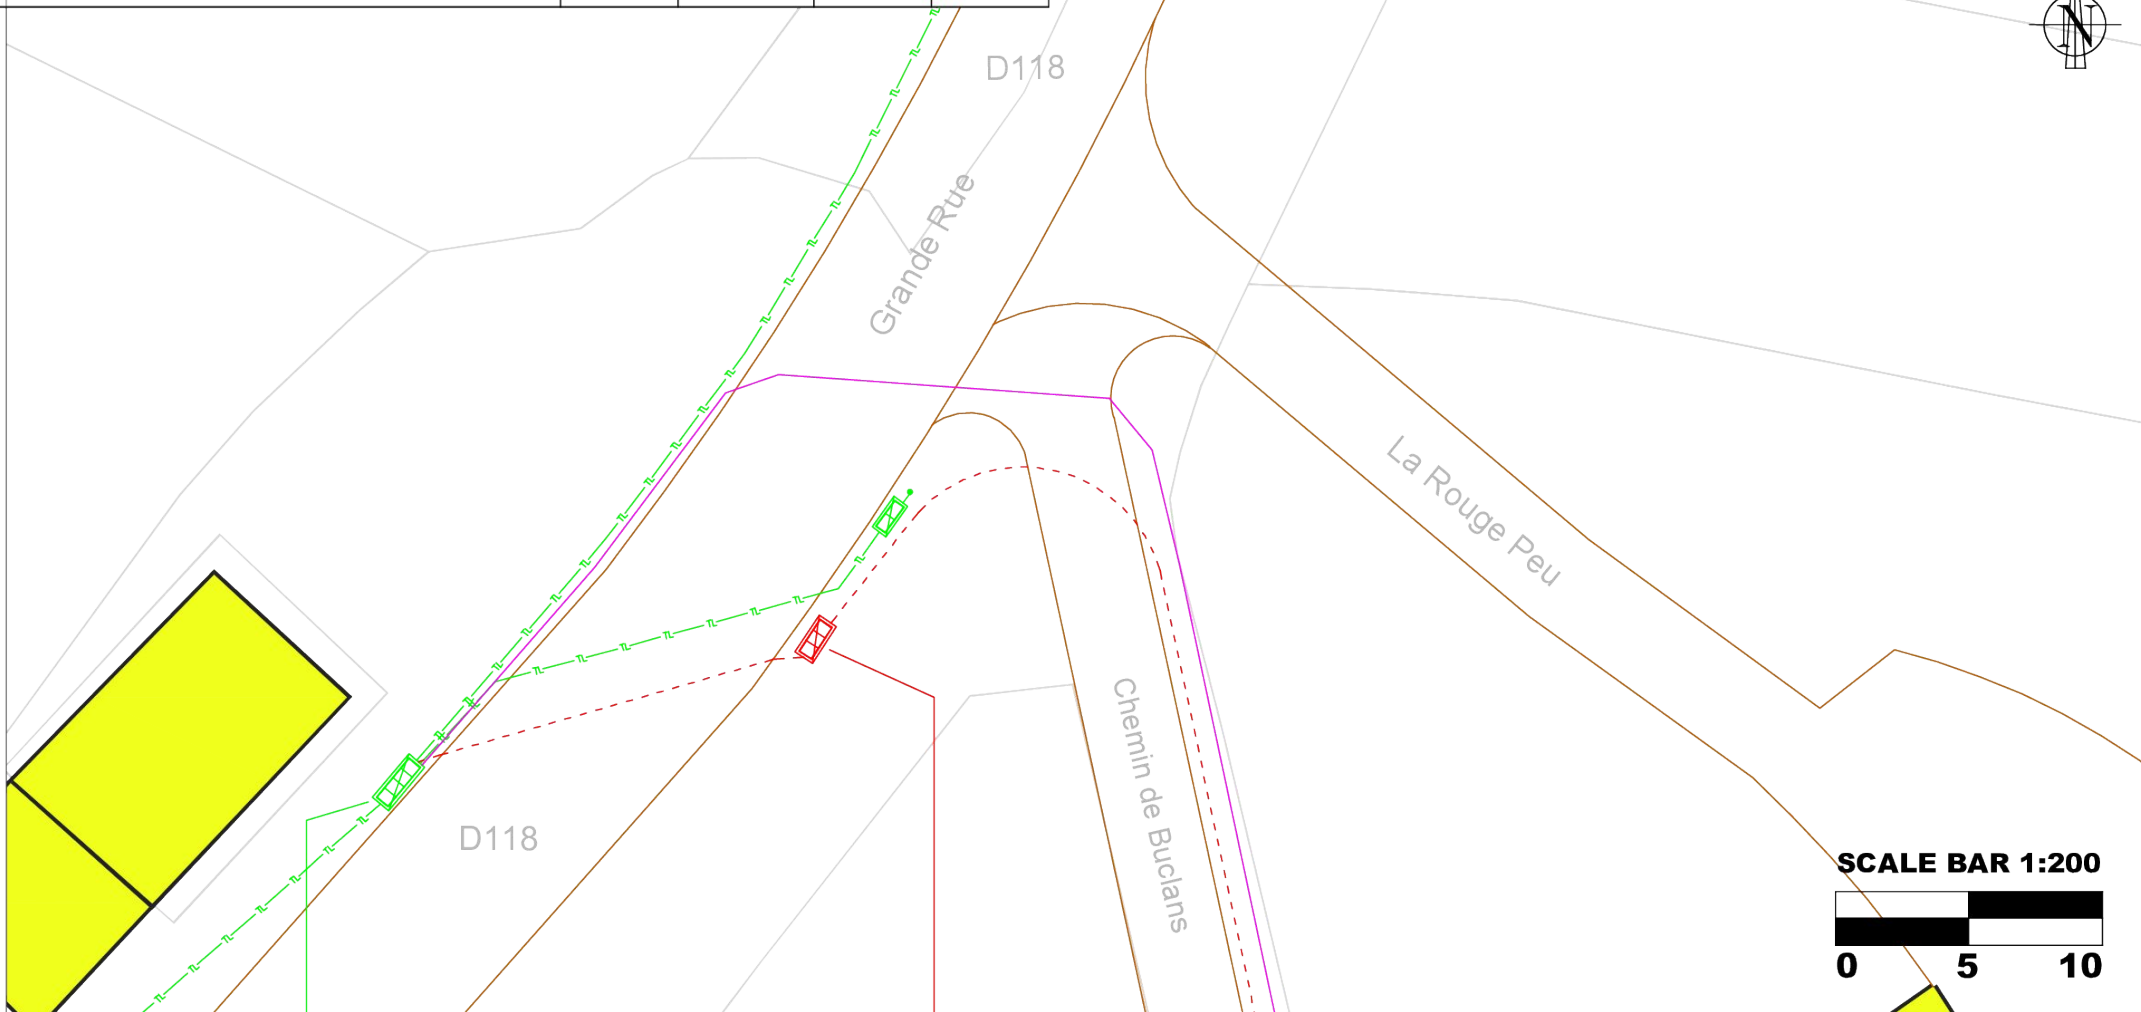 N
D118
Grande Rue
La Rouge Peu
Chemin de Buclans
D118
SCALE BAR 1:200
0 5 10